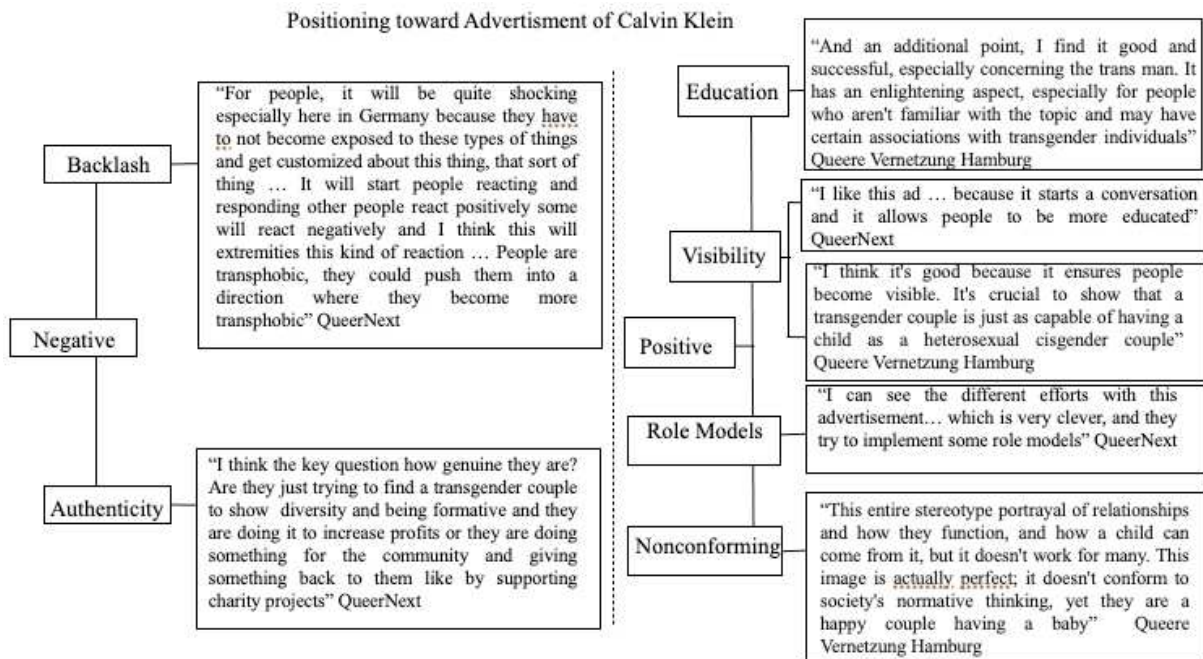 Positioning toward Advertisment of Calvin Klein
Backlash
“For people, it will be quite shocking
especially here in Germany because they have
to not become exposed to these types of things
and get customized about this thing, that sort of
thing … It will start people reacting and
responding other people react positively some
will react negatively and I think this will
extremities this kind of reaction … People are
transphobic, they could push them into a
direction where they become more
transphobic” QueerNext
Negative
Authenticity
“I think the key question how genuine they are?
Are they just trying to find a transgender couple
to show diversity and being formative and they
are doing it to increase profits or they are doing
something for the community and giving
something back to them like by supporting
charity projects” QueerNext
Education
“And an additional point, I find it good and
successful, especially concerning the trans man. It
has an enlightening aspect, especially for people
who aren't familiar with the topic and may have
certain associations with transgender individuals”
Queere Vernetzung Hamburg
Visibility
“I like this ad … because it starts a conversation
and it allows people to be more educated”
QueerNext
“I think it's good because it ensures people
become visible. It's crucial to show that a
transgender couple is just as capable of having a
child as a heterosexual cisgender couple”
Queere Vernetzung Hamburg
Positive
Role Models
“I can see the different efforts with this
advertisement… which is very clever, and they
try to implement some role models” QueerNext
Nonconforming
“This entire stereotype portrayal of relationships
and how they function, and how a child can
come from it, but it doesn't work for many. This
image is actually perfect; it doesn't conform to
society's normative thinking, yet they are a
happy couple having a baby” Queere
Vernetzung Hamburg